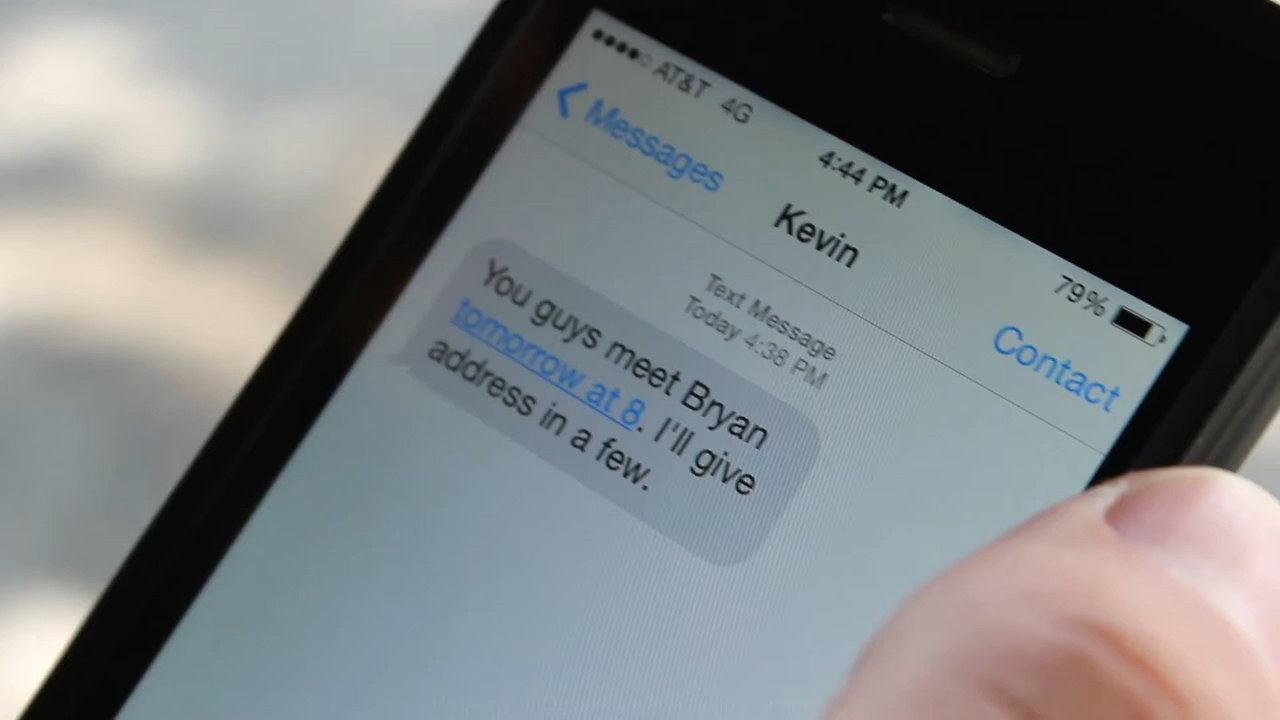 AT&T 4G 4:44 PM 79%
Messages Kevin Contact
Text Message
Today 4:38 PM
You guys meet Bryan
tomorrow at 8. I'll give
address in a few.